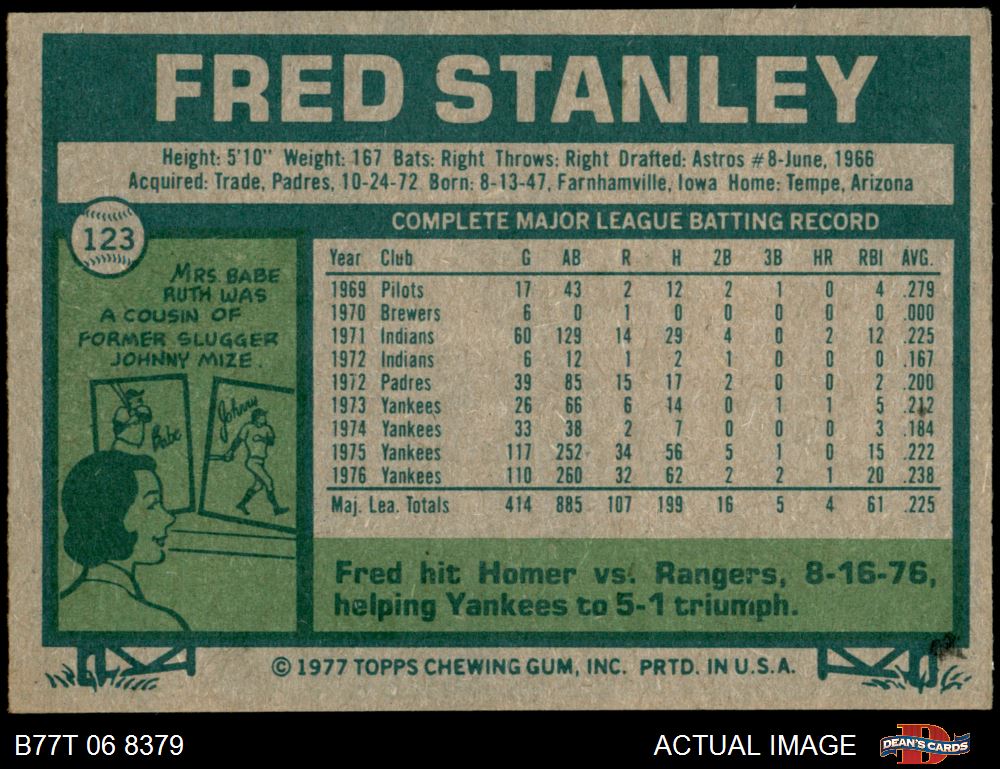 FRED STANLEY
Height: 5'10" Weight: 167 Bats: Right Throws: Right Drafted: Astros #8-June, 1966
Acquired: Trade, Padres, 10-24-72 Born: 8-13-47, Farnhamville, Iowa Home: Tempe, Arizona
123
MRS. BABE
RUTH WAS
A COUSIN OF
FORMER SLUGGER
JOHNNY MIZE.
Babe
Johnny
COMPLETE MAJOR LEAGUE BATTING RECORD
Year Club G AB R H 2B 3B HR RBI AVG.
1969 Pilots 17 43 2 12 2 1 0 4 .279
1970 Brewers 6 0 1 0 0 0 0 0 .000
1971 Indians 60 129 14 29 4 0 2 12 .225
1972 Indians 6 12 1 2 1 0 0 0 .167
1972 Padres 39 85 15 17 2 0 0 2 .200
1973 Yankees 26 66 6 14 0 1 1 5 .212
1974 Yankees 33 38 2 7 0 0 0 3 .184
1975 Yankees 117 252 34 56 5 1 0 15 .222
1976 Yankees 110 260 32 62 2 2 1 20 .238
Maj. Lea. Totals 414 885 107 199 16 5 4 61 .225
Fred hit Homer vs. Rangers, 8-16-76,
helping Yankees to 5-1 triumph.
© 1977 TOPPS CHEWING GUM, INC. PRTD. IN U.S.A.
B77T 06 8379
ACTUAL IMAGE
DEAN'S CARDS